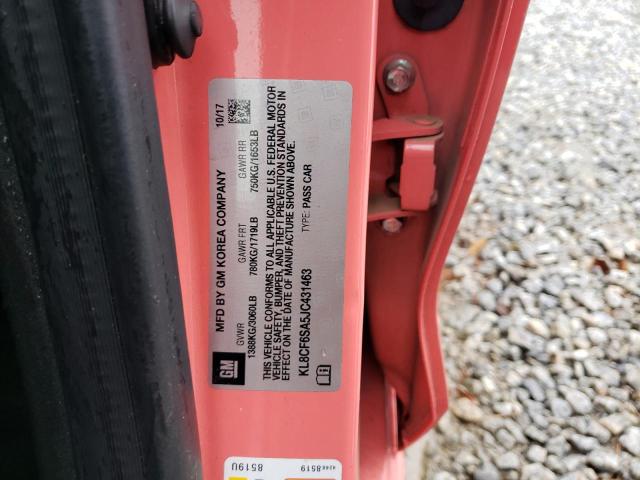 MFD BY GM KOREA COMPANY 10/17
GVWR GAWR FRT GAWR RR
1388KG/3060LB 780KG/1719LB 750KG/1653LB
THIS VEHICLE CONFORMS TO ALL APPLICABLE U.S. FEDERAL MOTOR
VEHICLE SAFETY, BUMPER, AND THEFT PREVENTION STANDARDS IN
EFFECT ON THE DATE OF MANUFACTURE SHOWN ABOVE.
KL8CF6SA5JC431463 TYPE: PASS CAR
GM
8519U
42488519